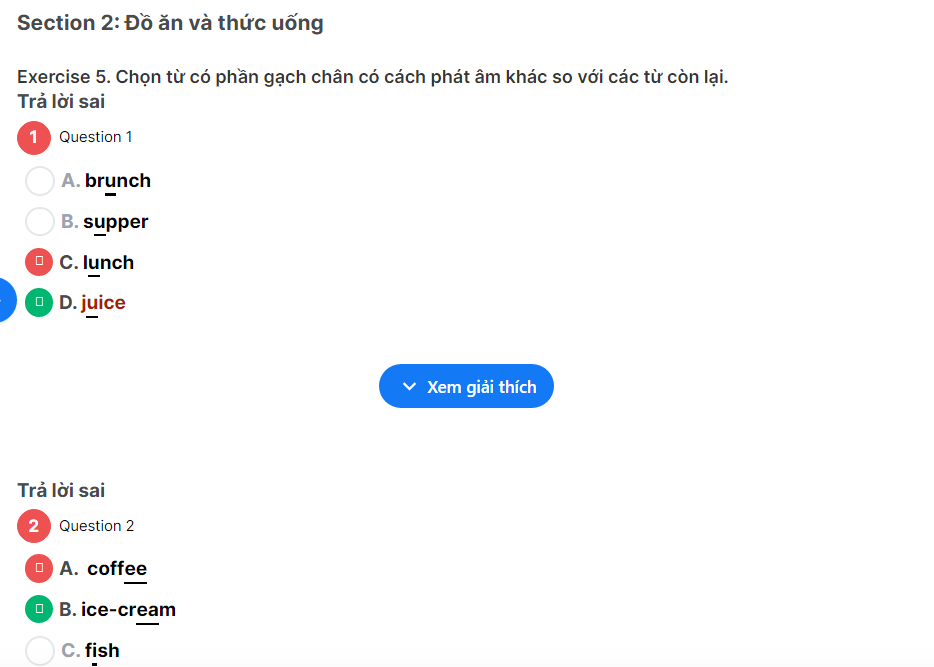 Section 2: Đồ ăn và thức uống
Exercise 5. Chọn từ có phần gạch chân có cách phát âm khác so với các từ còn lại.
Trả lời sai
1 Question 1
A. brunch
B. supper
C. lunch
D. juice
Xem giải thích
Trả lời sai
2 Question 2
A. coffee
B. ice-cream
C. fish